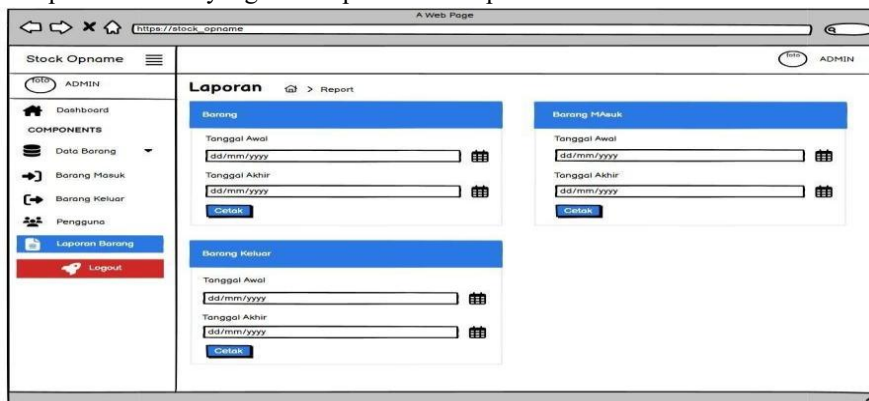 A Web Page
https://stock_opname
Stock Opname
foto
ADMIN
foto
ADMIN
Dashboard
COMPONENTS
Data Barang
Barang Masuk
Barang Keluar
Pengguna
Laporan Barang
Logout
Laporan > Report
Barang
Tanggal Awal
dd/mm/yyyy
Tanggal Akhir
dd/mm/yyyy
Cetak
Barang MAsuk
Tanggal Awal
dd/mm/yyyy
Tanggal Akhir
dd/mm/yyyy
Cetak
Barang Keluar
Tanggal Awal
dd/mm/yyyy
Tanggal Akhir
dd/mm/yyyy
Cetak